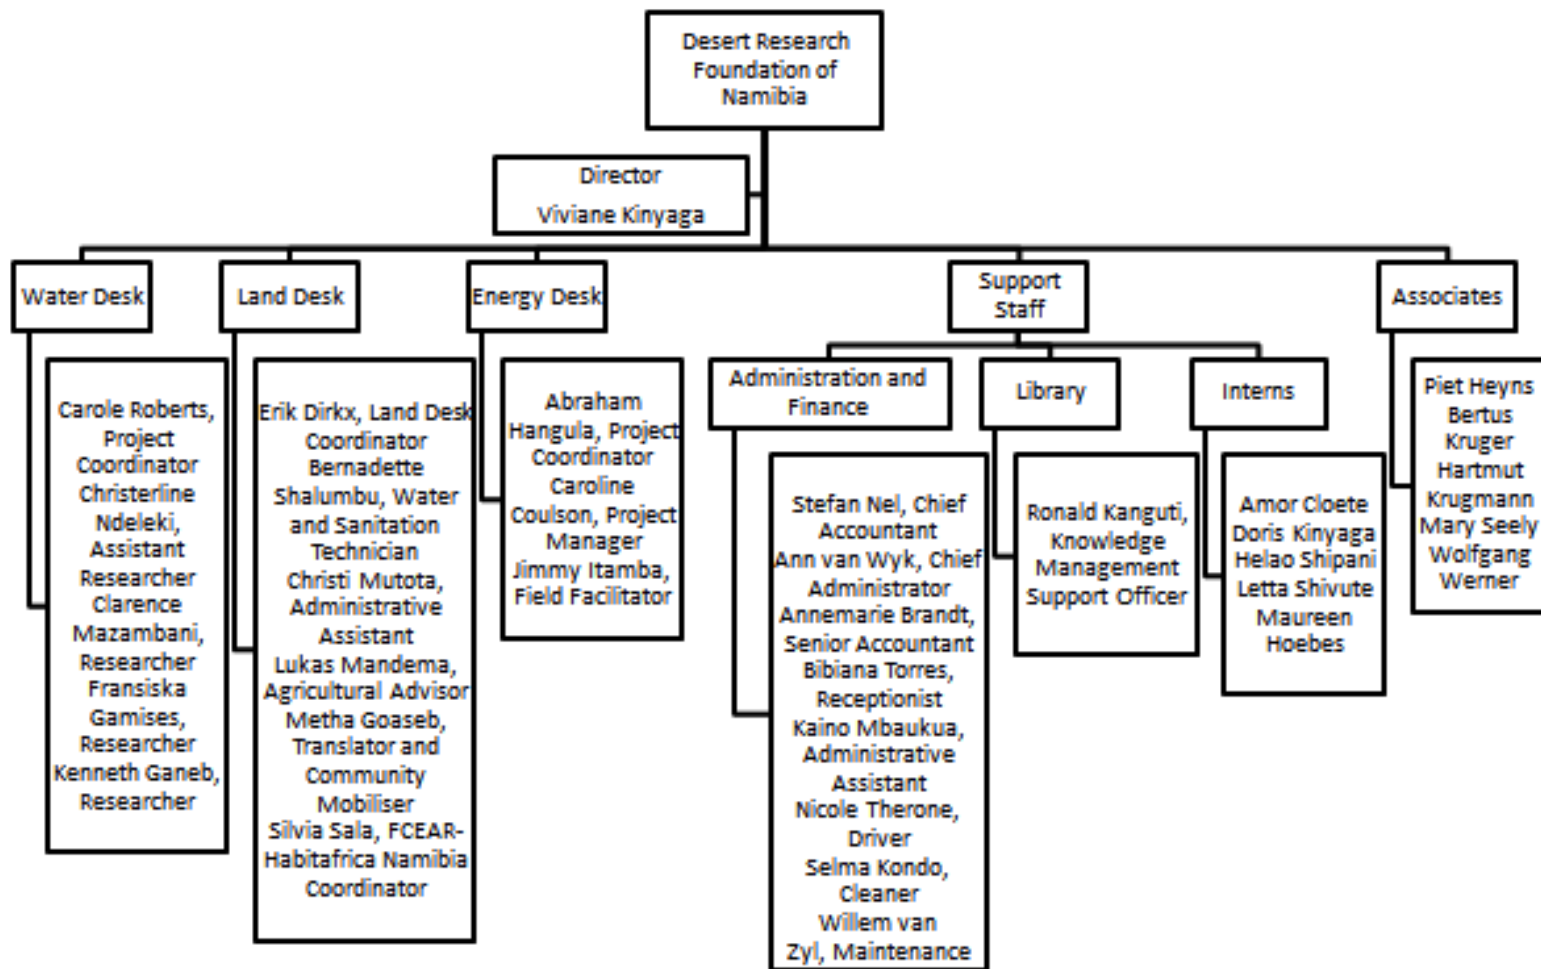 Desert Research
Foundation of
Namibia
Director
Viviane Kinyaga
Water Desk
Land Desk
Energy Desk
Support
Staff
Associates
Carole Roberts,
Project
Coordinator
Christerline
Ndeleki,
Assistant
Researcher
Clarence
Mazambani,
Researcher
Fransiska
Gamises,
Researcher
Kenneth Ganeb,
Researcher
Erik Dirkx, Land Desk
Coordinator
Bernadette
Shalumbu, Water
and Sanitation
Technician
Christi Mutota,
Administrative
Assistant
Lukas Mandema,
Agricultural Advisor
Metha Goaseb,
Translator and
Community
Mobiliser
Silvia Sala, FCEAR-
Habitafrica Namibia
Coordinator
Abraham
Hangula, Project
Coordinator
Caroline
Coulson, Project
Manager
Jimmy Itamba,
Field Facilitator
Administration and
Finance
Library
Interns
Stefan Nel, Chief
Accountant
Ann van Wyk, Chief
Administrator
Annemarie Brandt,
Senior Accountant
Bibiana Torres,
Receptionist
Kaino Mbaukua,
Administrative
Assistant
Nicole Therone,
Driver
Selma Kondo,
Cleaner
Willem van
Zyl, Maintenance
Ronald Kanguti,
Knowledge
Management
Support Officer
Amor Cloete
Doris Kinyaga
Helao Shipani
Letta Shivute
Maureen
Hoebes
Piet Heyns
Bertus
Kruger
Hartmut
Krugmann
Mary Seely
Wolfgang
Werner